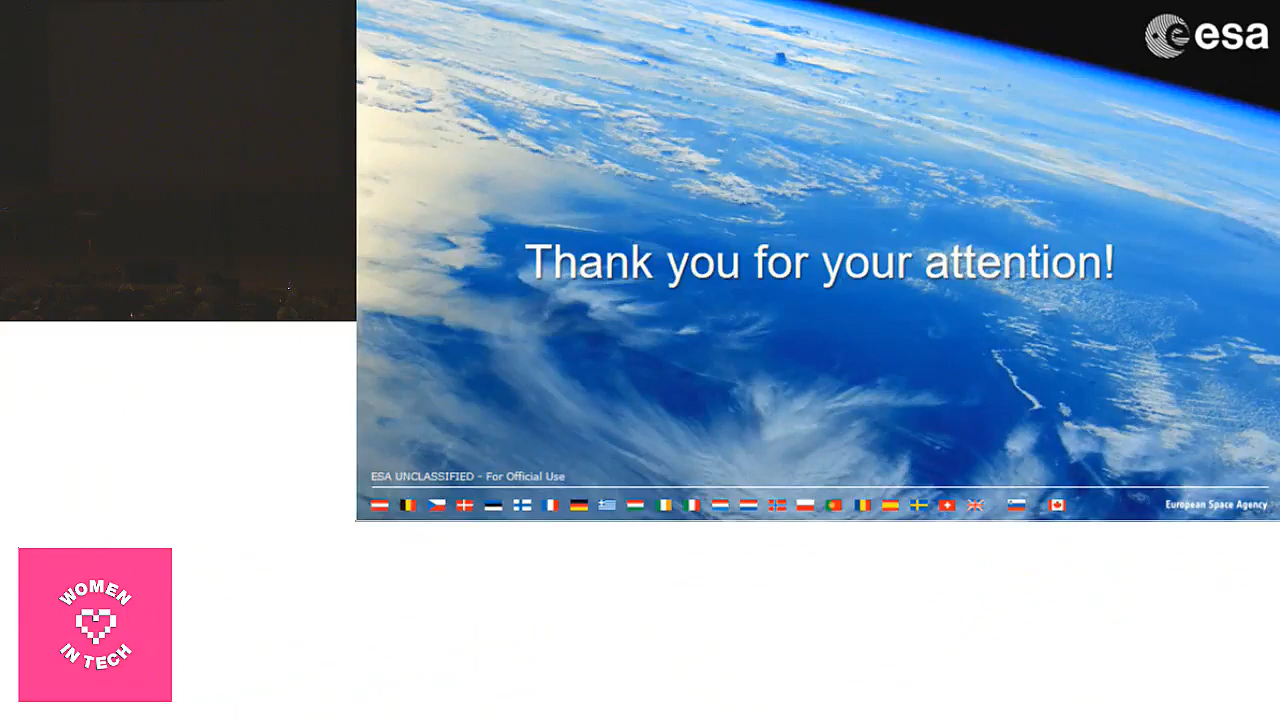 esa
Thank you for your attention!
ESA UNCLASSIFIED - For Official Use
European Space Agency
WOMEN
IN TECH